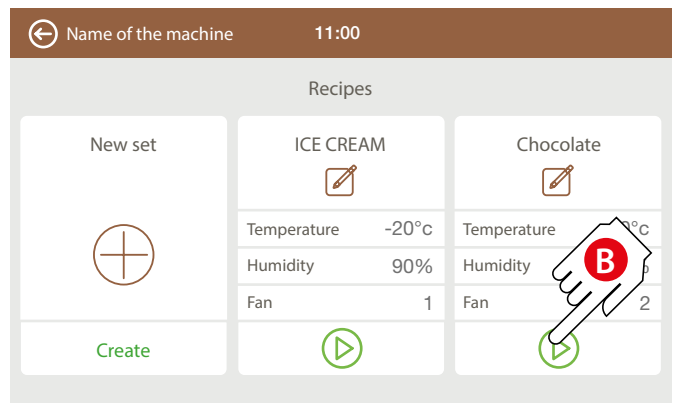 Name of the machine
11:00
Recipes
New set
Create
ICE CREAM
Temperature -20°c
Humidity 90%
Fan 1
Chocolate
Temperature
Humidity
Fan 2
B